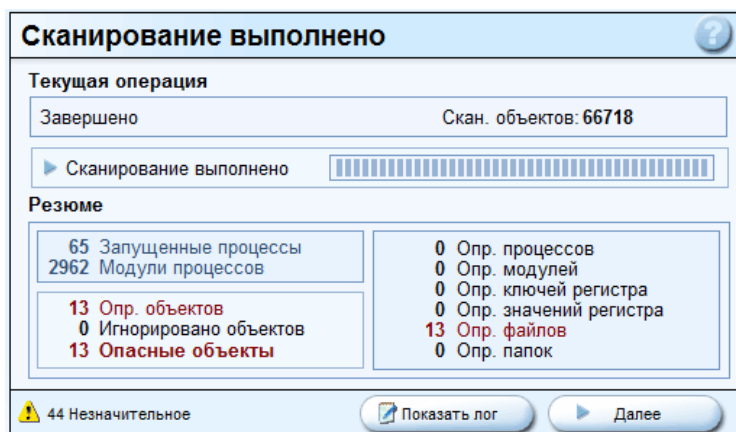 Сканирование выполнено
?
Текущая операция
Завершено Скан. объектов: 66718
Сканирование выполнено
Резюме
65 Запущенные процессы
2962 Модули процессов
13 Опр. объектов
0 Игнорировано объектов
13 Опасные объекты
0 Опр. процессов
0 Опр. модулей
0 Опр. ключей регистра
0 Опр. значений регистра
13 Опр. файлов
0 Опр. папок
44 Незначительное
Показать лог
Далее